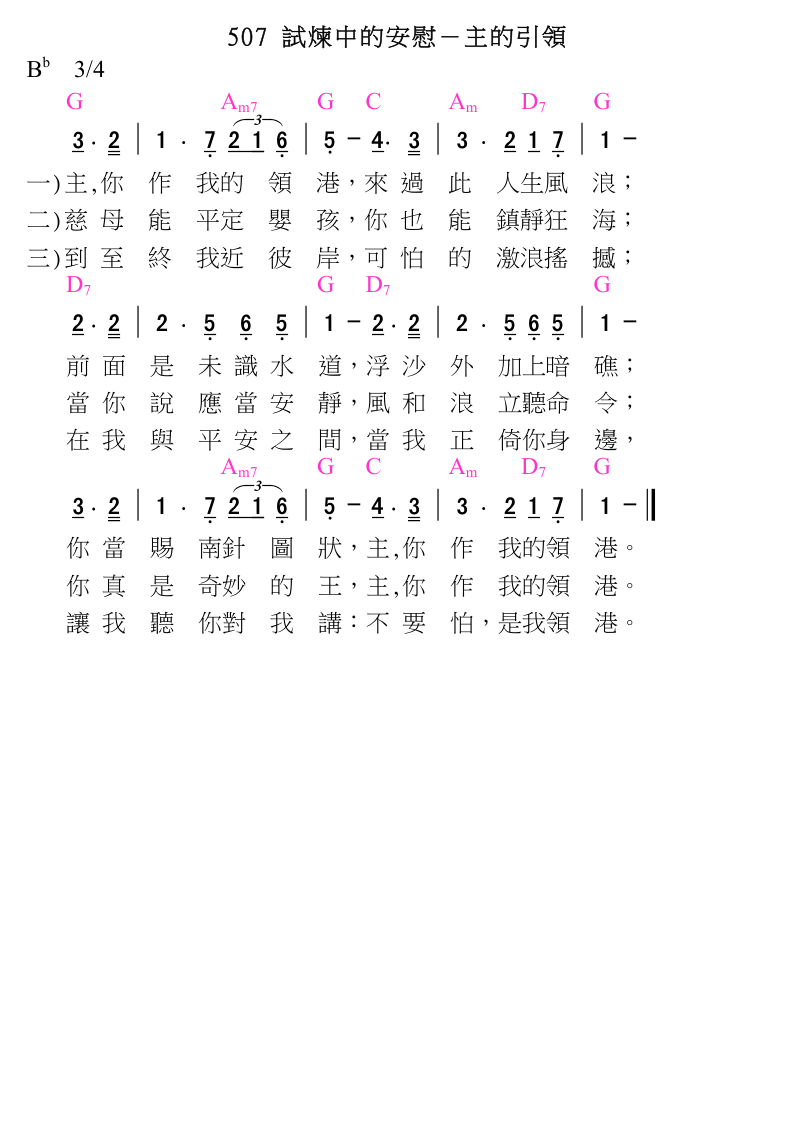 507 試煉中的安慰－主的引領
Bb 3/4
G Am7 G C Am D7 G
3 . 2 | 1 . 7 2 1 6 | 5 – 4. 3 | 3 . 2 1 7 | 1 –
一)主,你 作 我的 領 港，來 過 此 人生風 浪；
二)慈 母 能 平定 嬰 孩，你 也 能 鎮靜狂 海；
三)到 至 終 我近 彼 岸，可 怕 的 激浪搖 撼；
D7 G D7 G
2 . 2 | 2 . 5 6 5 | 1 – 2 . 2 | 2 . 5 6 5 | 1 –
前 面 是 未 識 水 道，浮 沙 外 加上暗 礁；
當 你 說 應 當 安 靜，風 和 浪 立聽命 令；
在 我 與 平 安 之 間，當 我 正 倚你身 邊，
Am7 G C Am D7 G
3 . 2 | 1 . 7 2 1 6 | 5 – 4 . 3 | 3 . 2 1 7 | 1 – ‖
你 當 賜 南針 圖 狀，主,你 作 我的領 港。
你 真 是 奇妙 的 王，主,你 作 我的領 港。
讓 我 聽 你對 我 講：不 要 怕，是我領 港。